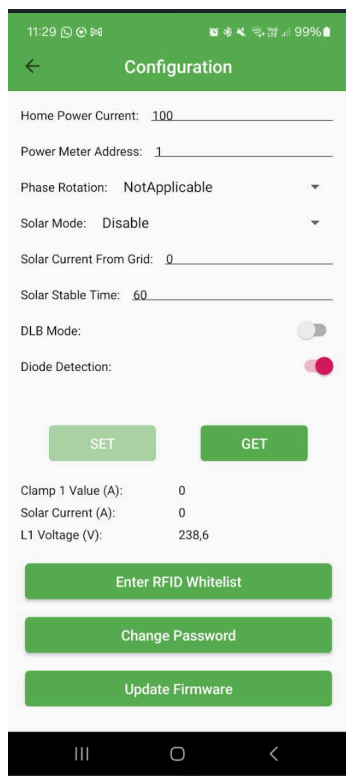 11:29 99%
Configuration
Home Power Current: 100
Power Meter Address: 1
Phase Rotation: NotApplicable
Solar Mode: Disable
Solar Current From Grid: 0
Solar Stable Time: 60
DLB Mode:
Diode Detection:
SET GET
Clamp 1 Value (A): 0
Solar Current (A): 0
L1 Voltage (V): 238,6
Enter RFID Whitelist
Change Password
Update Firmware